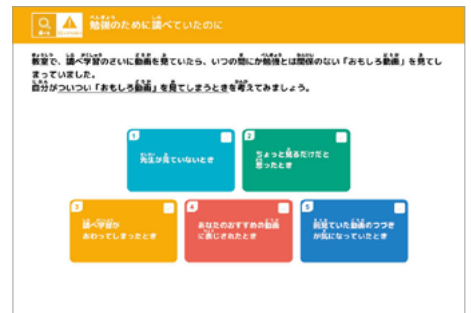 勉強のために調べていたのに
教室で、調べ学習のさいに動画を見ていたら、いつの間にか勉強とは関係のない「おもしろ動画」を見てし
まっていました。
自分がついつい「おもしろ動画」を見てしまうときを考えてみましょう。
1
先生が見ていないとき
2
ちょっと見るだけだと
思ったとき
3
調べ学習が
おわってしまったとき
4
あなたのおすすめの動画
に表じされたとき
5
前見ていた動画のつづき
が気になっていたとき